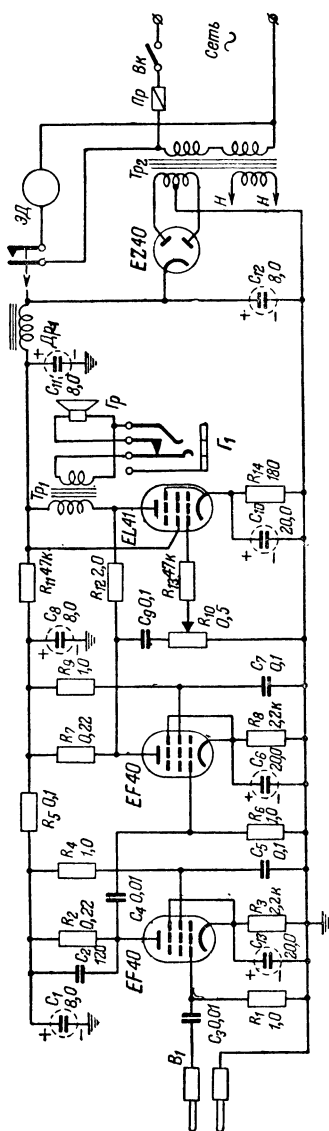 C₁
8,0
+
-
C₂
120
R₂
0,22
R₄
1,0
R₅
0,1
R₇
0,22
R₉
1,0
C₈
8,0
+
-
R₁₁ 47к
R₁₂ 2,0
Тр₁
C₁₁
8,0
+
-
Др₁
Гр
Г₁
ЭД
Пр
Вк
Сеть
~
Тр₂
EZ40
Н
Н
C₁₂
8,0
+
-
B₁
C₃ 0,01
EF40
C₄ 0,01
EF40
C₉ 0,1
R₁₀
0,5
R₁₃ 47к
EL41
R₁
1,0
C₁₃
20,0
+
-
R₃
2,2к
C₅
0,1
R₆
1,0
C₆
20,0
+
-
R₈
2,2к
C₇
0,1
C₁₀
20,0
+
-
R₁₄
180